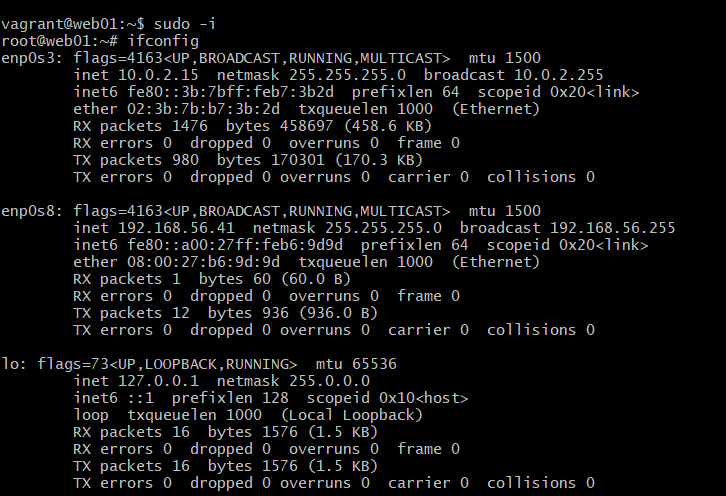 vagrant@web01:~$ sudo -i
root@web01:~# ifconfig
enp0s3: flags=4163<UP,BROADCAST,RUNNING,MULTICAST>  mtu 1500
        inet 10.0.2.15  netmask 255.255.255.0  broadcast 10.0.2.255
        inet6 fe80::3b:7bff:feb7:3b2d  prefixlen 64  scopeid 0x20<link>
        ether 02:3b:7b:b7:3b:2d  txqueuelen 1000  (Ethernet)
        RX packets 1476  bytes 458697 (458.6 KB)
        RX errors 0  dropped 0  overruns 0  frame 0
        TX packets 980  bytes 170301 (170.3 KB)
        TX errors 0  dropped 0 overruns 0  carrier 0  collisions 0

enp0s8: flags=4163<UP,BROADCAST,RUNNING,MULTICAST>  mtu 1500
        inet 192.168.56.41  netmask 255.255.255.0  broadcast 192.168.56.255
        inet6 fe80::a00:27ff:feb6:9d9d  prefixlen 64  scopeid 0x20<link>
        ether 08:00:27:b6:9d:9d  txqueuelen 1000  (Ethernet)
        RX packets 1  bytes 60 (60.0 B)
        RX errors 0  dropped 0  overruns 0  frame 0
        TX packets 12  bytes 936 (936.0 B)
        TX errors 0  dropped 0 overruns 0  carrier 0  collisions 0

lo: flags=73<UP,LOOPBACK,RUNNING>  mtu 65536
        inet 127.0.0.1  netmask 255.0.0.0
        inet6 ::1  prefixlen 128  scopeid 0x10<host>
        loop  txqueuelen 1000  (Local Loopback)
        RX packets 16  bytes 1576 (1.5 KB)
        RX errors 0  dropped 0  overruns 0  frame 0
        TX packets 16  bytes 1576 (1.5 KB)
        TX errors 0  dropped 0 overruns 0  carrier 0  collisions 0